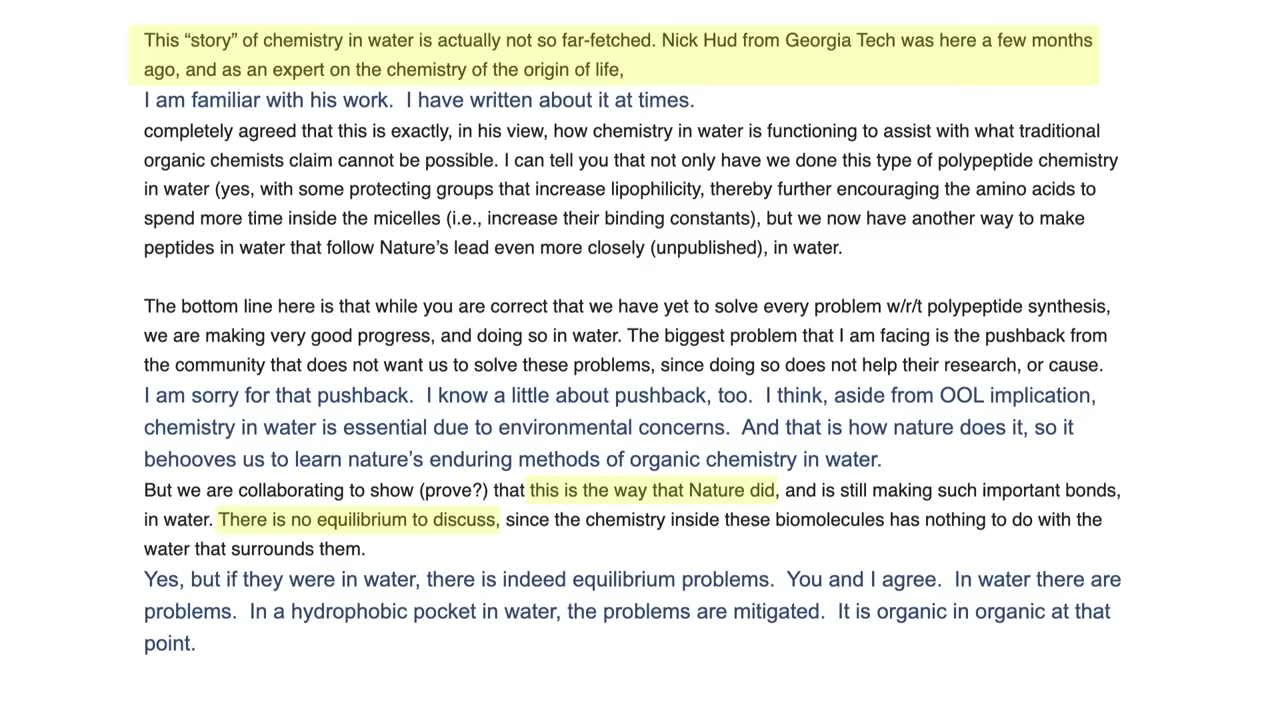 This “story” of chemistry in water is actually not so far-fetched. Nick Hud from Georgia Tech was here a few months
ago, and as an expert on the chemistry of the origin of life,
I am familiar with his work.  I have written about it at times.
completely agreed that this is exactly, in his view, how chemistry in water is functioning to assist with what traditional
organic chemists claim cannot be possible. I can tell you that not only have we done this type of polypeptide chemistry
in water (yes, with some protecting groups that increase lipophilicity, thereby further encouraging the amino acids to
spend more time inside the micelles (i.e., increase their binding constants), but we now have another way to make
peptides in water that follow Nature’s lead even more closely (unpublished), in water.
The bottom line here is that while you are correct that we have yet to solve every problem w/r/t polypeptide synthesis,
we are making very good progress, and doing so in water. The biggest problem that I am facing is the pushback from
the community that does not want us to solve these problems, since doing so does not help their research, or cause.
I am sorry for that pushback.  I know a little about pushback, too.  I think, aside from OOL implication,
chemistry in water is essential due to environmental concerns.  And that is how nature does it, so it
behooves us to learn nature’s enduring methods of organic chemistry in water.
But we are collaborating to show (prove?) that this is the way that Nature did, and is still making such important bonds,
in water. There is no equilibrium to discuss, since the chemistry inside these biomolecules has nothing to do with the
water that surrounds them.
Yes, but if they were in water, there is indeed equilibrium problems.  You and I agree.  In water there are
problems.  In a hydrophobic pocket in water, the problems are mitigated.  It is organic in organic at that
point.